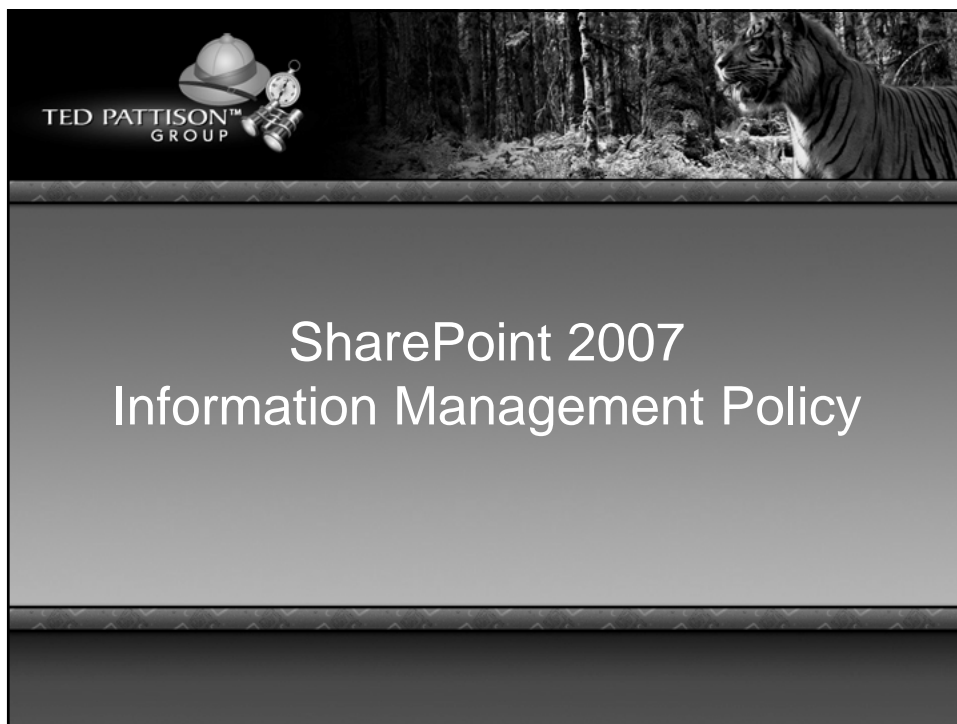 TED PATTISON™
GROUP
SharePoint 2007
Information Management Policy